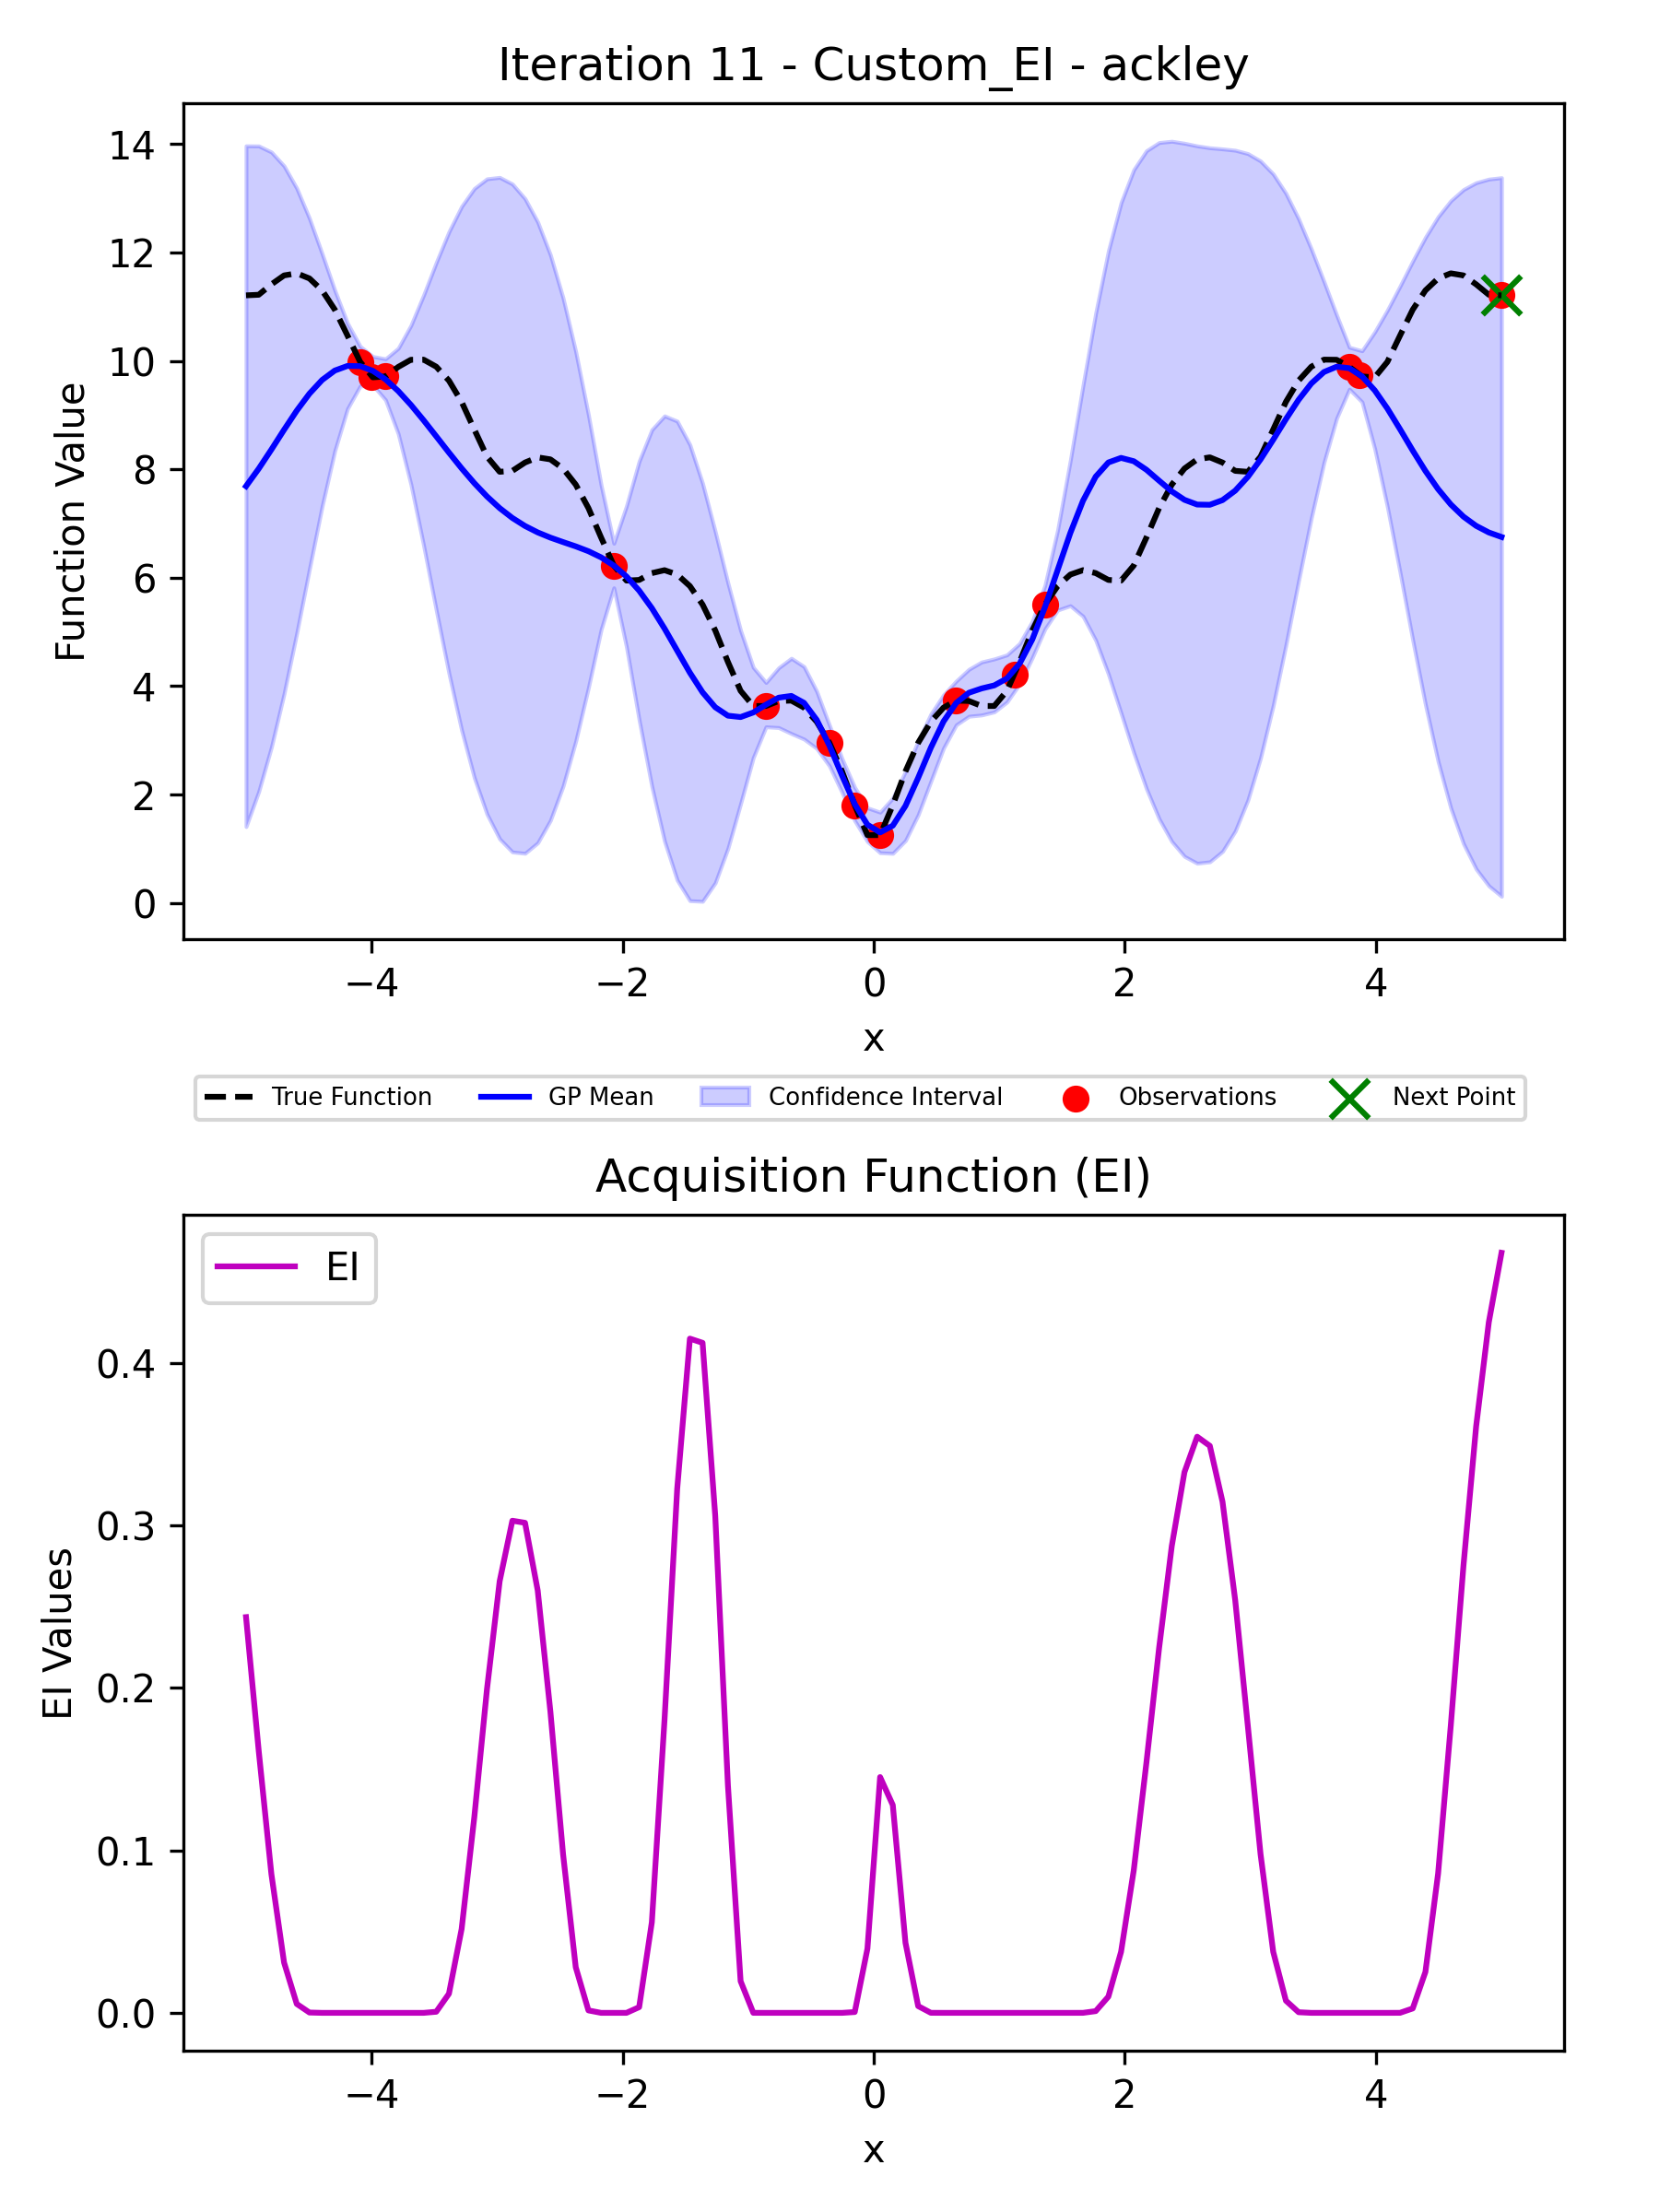 Iteration 11 - Custom_EI - ackley
Function Value
14
12
10
8
6
4
2
0
−4 −2 0 2 4
x
True Function GP Mean Confidence Interval Observations Next Point
Acquisition Function (EI)
EI
EI Values
0.4
0.3
0.2
0.1
0.0
−4 −2 0 2 4
x